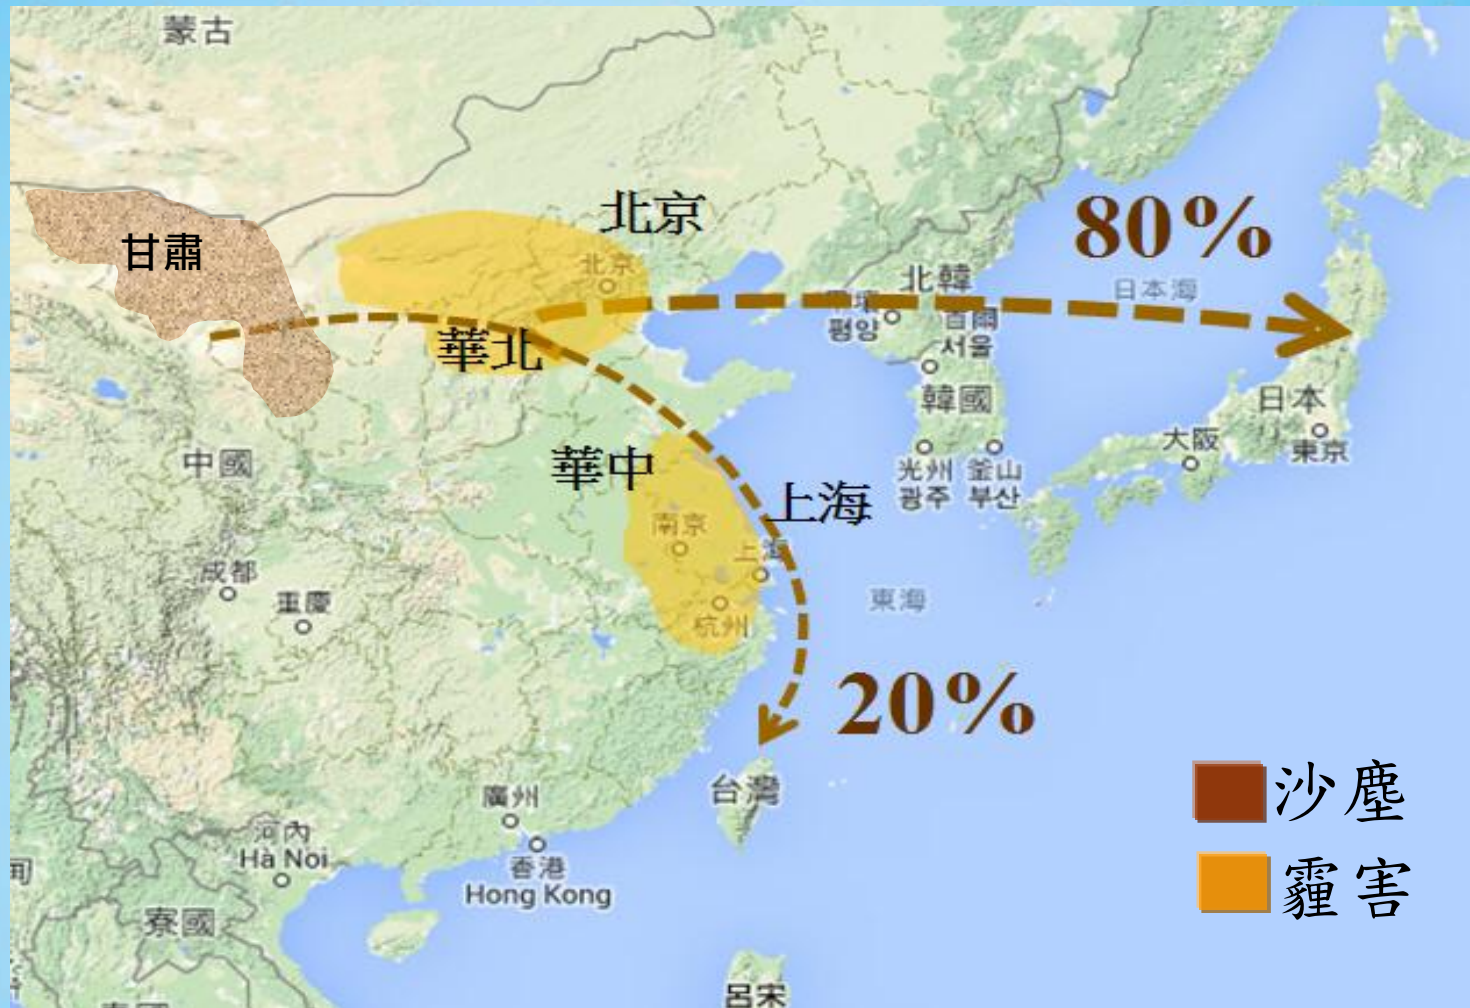 蒙古
北京
80%
甘肅
北京
北韓
日本海
평양
首爾
서울
華北
韓國
日本
東京
大阪
中國
華中
光州
광주
釜山
부산
上海
南京
上海
成都
重慶
杭州
東海
20%
台灣
沙塵
廣州
霾害
河內
Hà Noi
香港
Hong Kong
寮國
呂宋